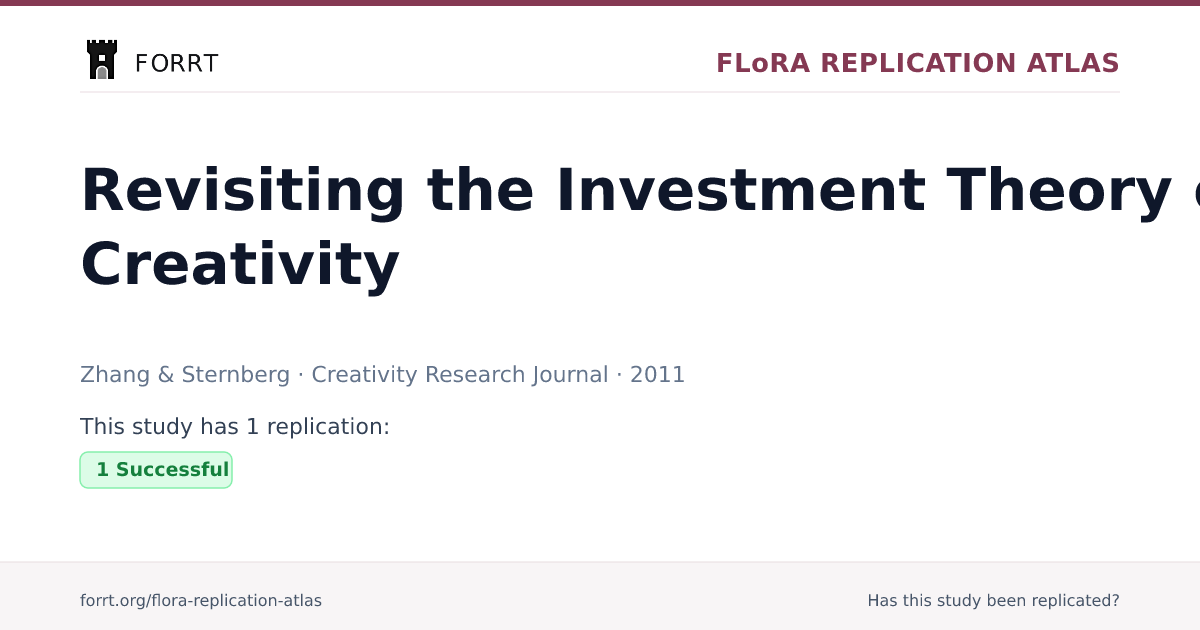 FORRT
FLoRA REPLICATION ATLAS
Revisiting the Investment Theory
Creativity
Zhang & Sternberg · Creativity Research Journal · 2011
This study has 1 replication:
1 Successful
forrt.org/flora-replication-atlas
Has this study been replicated?